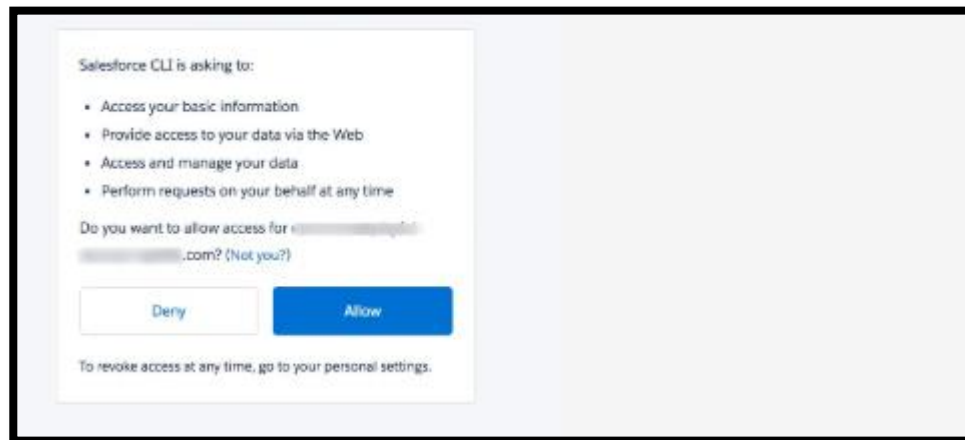 Salesforce CLI is asking to:
• Access your basic information
• Provide access to your data via the Web
• Access and manage your data
• Perform requests on your behalf at any time
Do you want to allow access for
.com? (Not you?)
Deny
Allow
To revoke access at any time, go to your personal settings.